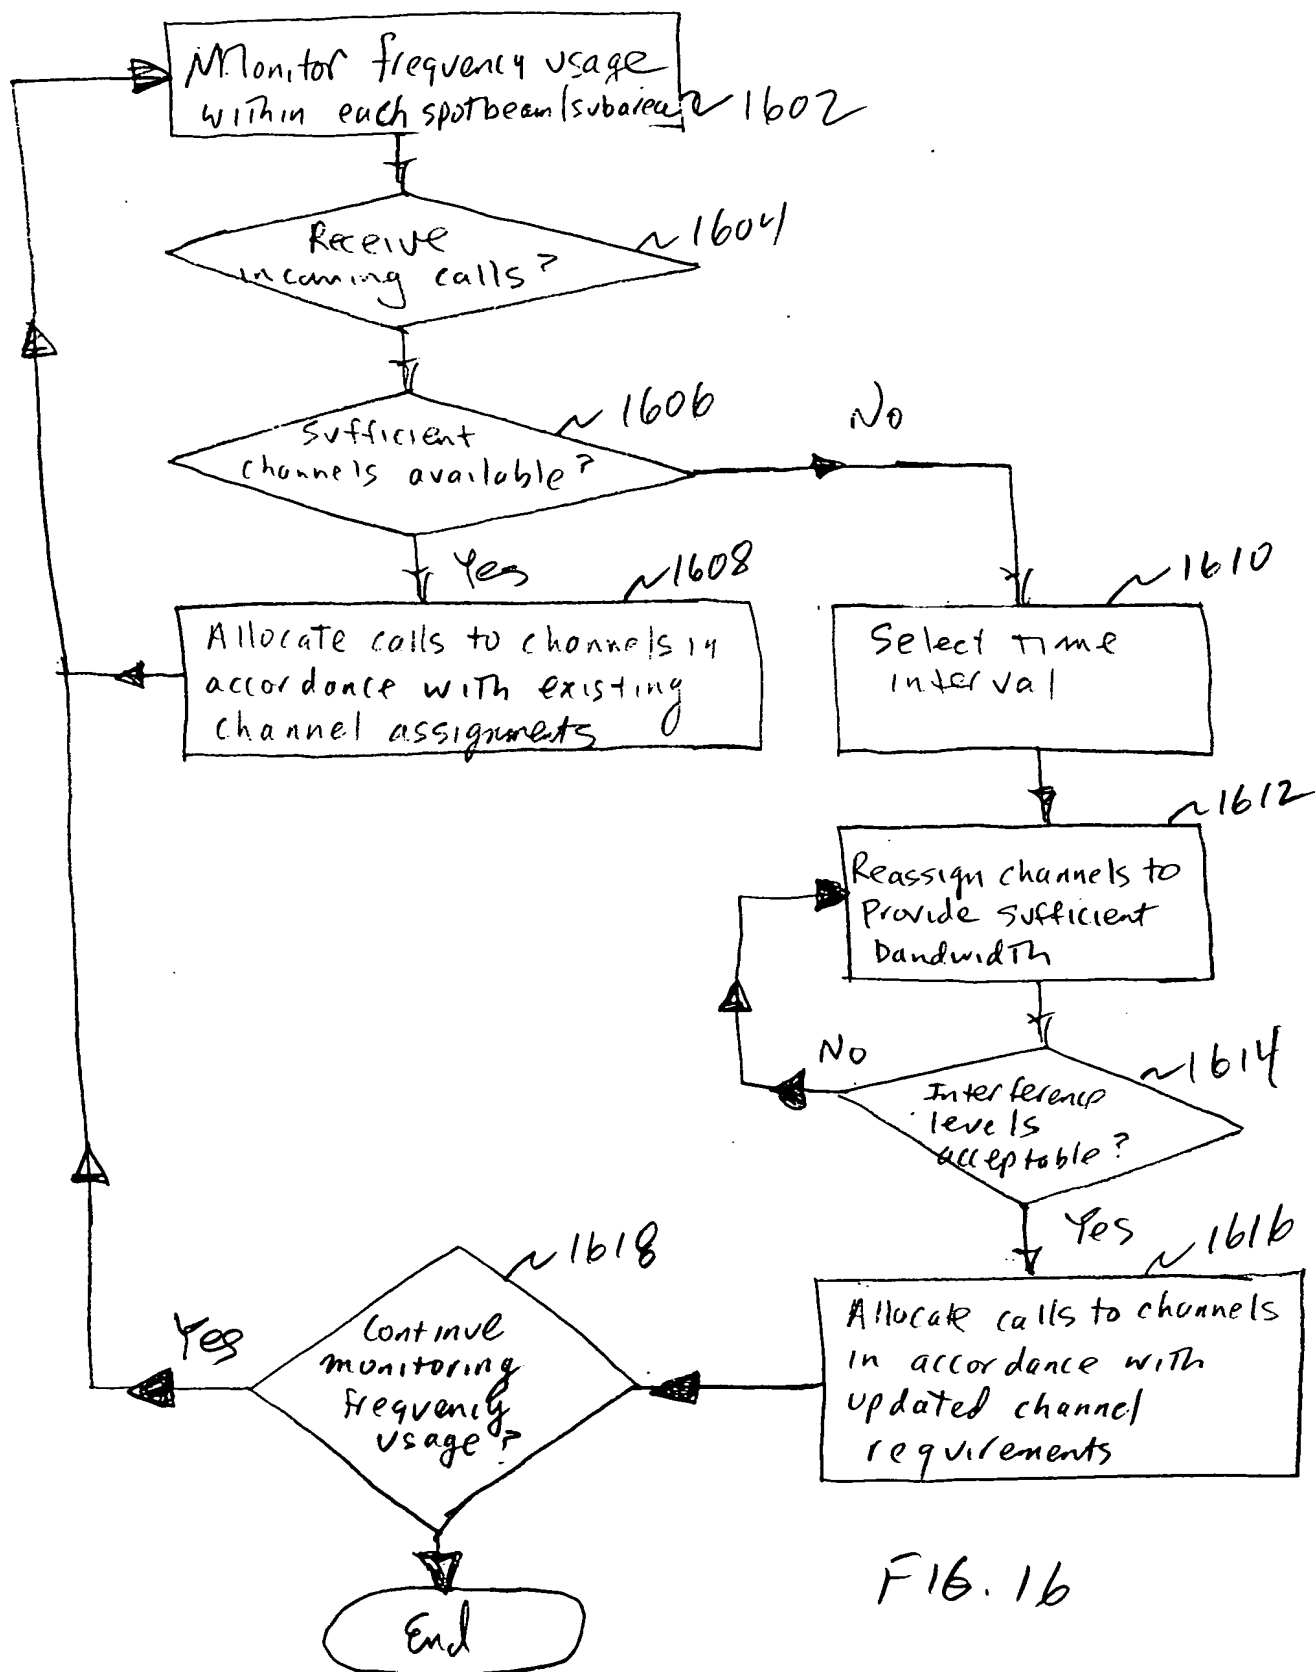 Monitor frequency usage
within each spotbeam/subarea
1602
Receive
incoming calls?
1604
Sufficient
channels available?
1606
No
Yes
1608
Allocate calls to channels in
accordance with existing
channel assignments
1610
Select time
interval
1612
Reassign channels to
Provide sufficient
bandwidth
No
1614
Interference
levels
acceptable?
Yes
1616
Allocate calls to channels
in accordance with
updated channel
requirements
1618
Continue
monitoring
frequency
usage?
Yes
End
FIG. 16